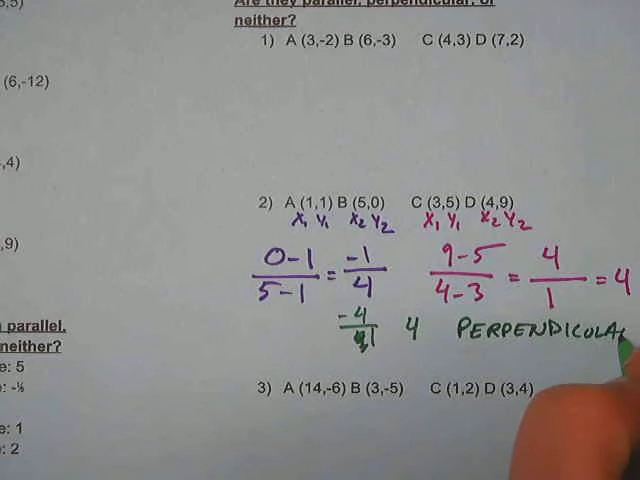 Are they parallel, perpendicular, or
neither?
1) A (3,-2) B (6,-3) C (4,3) D (7,2)
(6,-12)
,4)
2) A (1,1) B (5,0) C (3,5) D (4,9)
X1 Y1 X2 Y2 X1 Y1 X2 Y2
,9)
0-1 / 5-1 = -1 / 4 9-5 / 4-3 = 4 / 1 = 4
-4 / 1 4 PERPENDICULA
parallel,
neither?
e: 5
e: -⅙
3) A (14,-6) B (3,-5) C (1,2) D (3,4)
e: 1
: 2